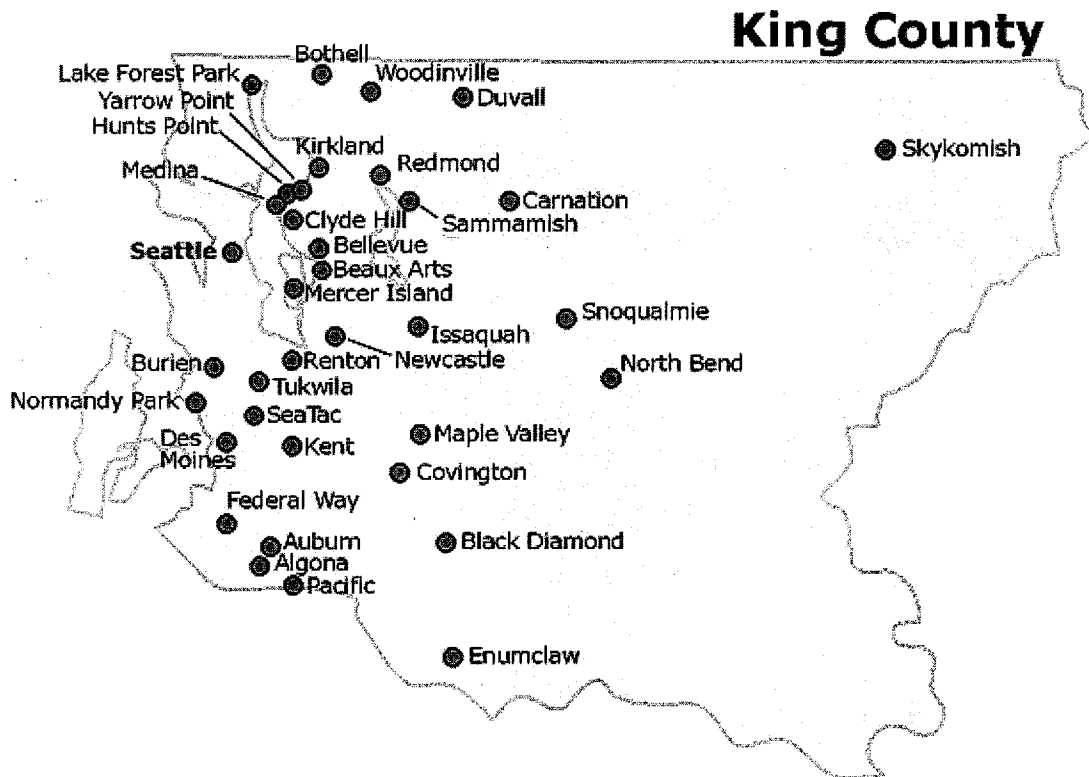 King County
Bothell
Lake Forest Park
Woodinville
Yarrow Point
Duvall
Hunts Point
Kirkland
Skykomish
Medina
Redmond
Carnation
Clyde Hill
Sammamish
Seattle
Bellevue
Beaux Arts
Mercer Island
Snoqualmie
Issaquah
Burien
Renton
Newcastle
North Bend
Tukwila
Normandy Park
SeaTac
Des
Moines
Kent
Maple Valley
Covington
Federal Way
Auburn
Black Diamond
Algona
Pacific
Enumclaw